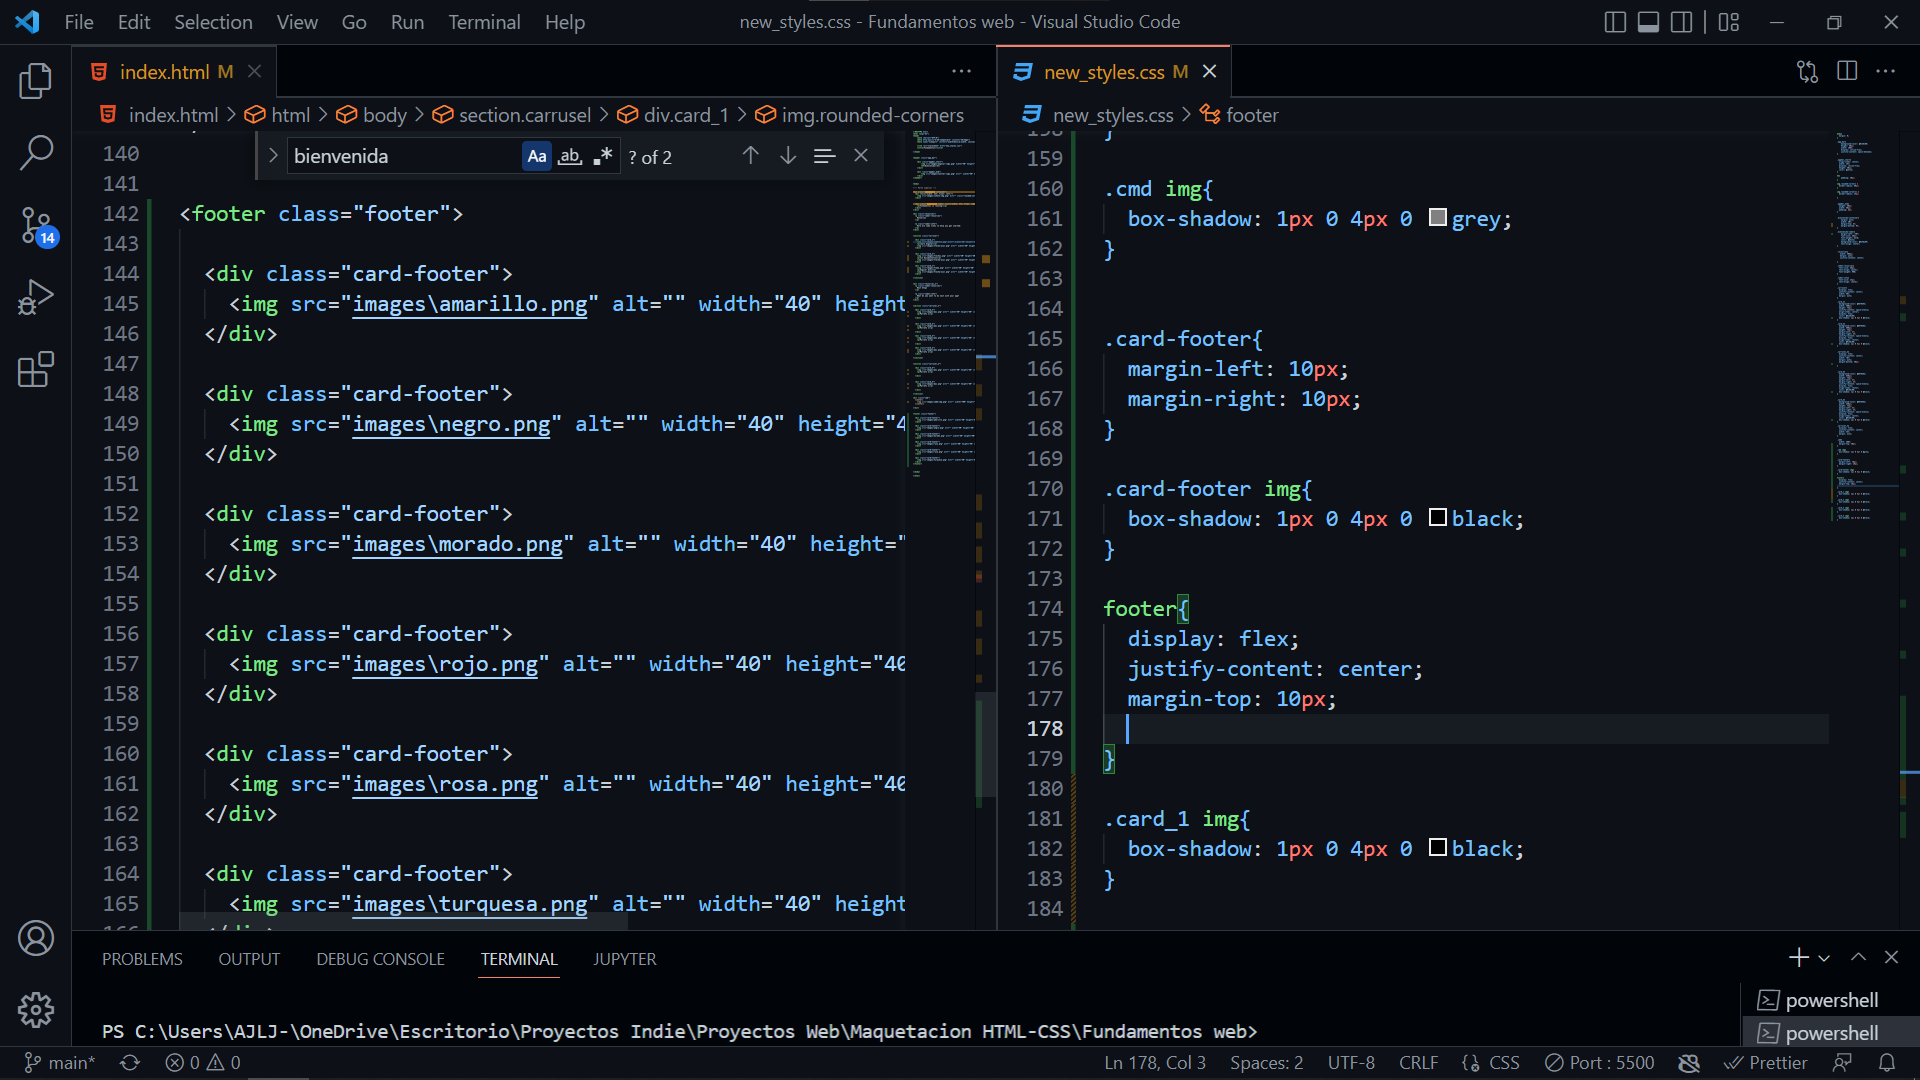 File Edit Selection View Go Run Terminal Help
new_styles.css - Fundamentos web - Visual Studio Code
index.html M
index.html > html > body > section.carrusel > div.card_1 > img.rounded-corners
bienvenida Aa ab .* ? of 2
140
141
142 <footer class="footer">
143
144 <div class="card-footer">
145 <img src="images\amarillo.png" alt="" width="40" height
146 </div>
147
148 <div class="card-footer">
149 <img src="images\negro.png" alt="" width="40" height="4
150 </div>
151
152 <div class="card-footer">
153 <img src="images\morado.png" alt="" width="40" height="
154 </div>
155
156 <div class="card-footer">
157 <img src="images\rojo.png" alt="" width="40" height="40
158 </div>
159
160 <div class="card-footer">
161 <img src="images\rosa.png" alt="" width="40" height="40
162 </div>
163
164 <div class="card-footer">
165 <img src="images\turquesa.png" alt="" width="40" height
new_styles.css M
new_styles.css > footer
158 }
159
160 .cmd img{
161 box-shadow: 1px 0 4px 0 grey;
162 }
163
164
165 .card-footer{
166 margin-left: 10px;
167 margin-right: 10px;
168 }
169
170 .card-footer img{
171 box-shadow: 1px 0 4px 0 black;
172 }
173
174 footer{
175 display: flex;
176 justify-content: center;
177 margin-top: 10px;
178
179 }
180
181 .card_1 img{
182 box-shadow: 1px 0 4px 0 black;
183 }
184
14
PROBLEMS OUTPUT DEBUG CONSOLE TERMINAL JUPYTER
PS C:\Users\AJLJ-\OneDrive\Escritorio\Proyectos Indie\Proyectos Web\Maquetacion HTML-CSS\Fundamentos web>
powershell
powershell
main* 0 0 Ln 178, Col 3 Spaces: 2 UTF-8 CRLF CSS Port : 5500 Prettier